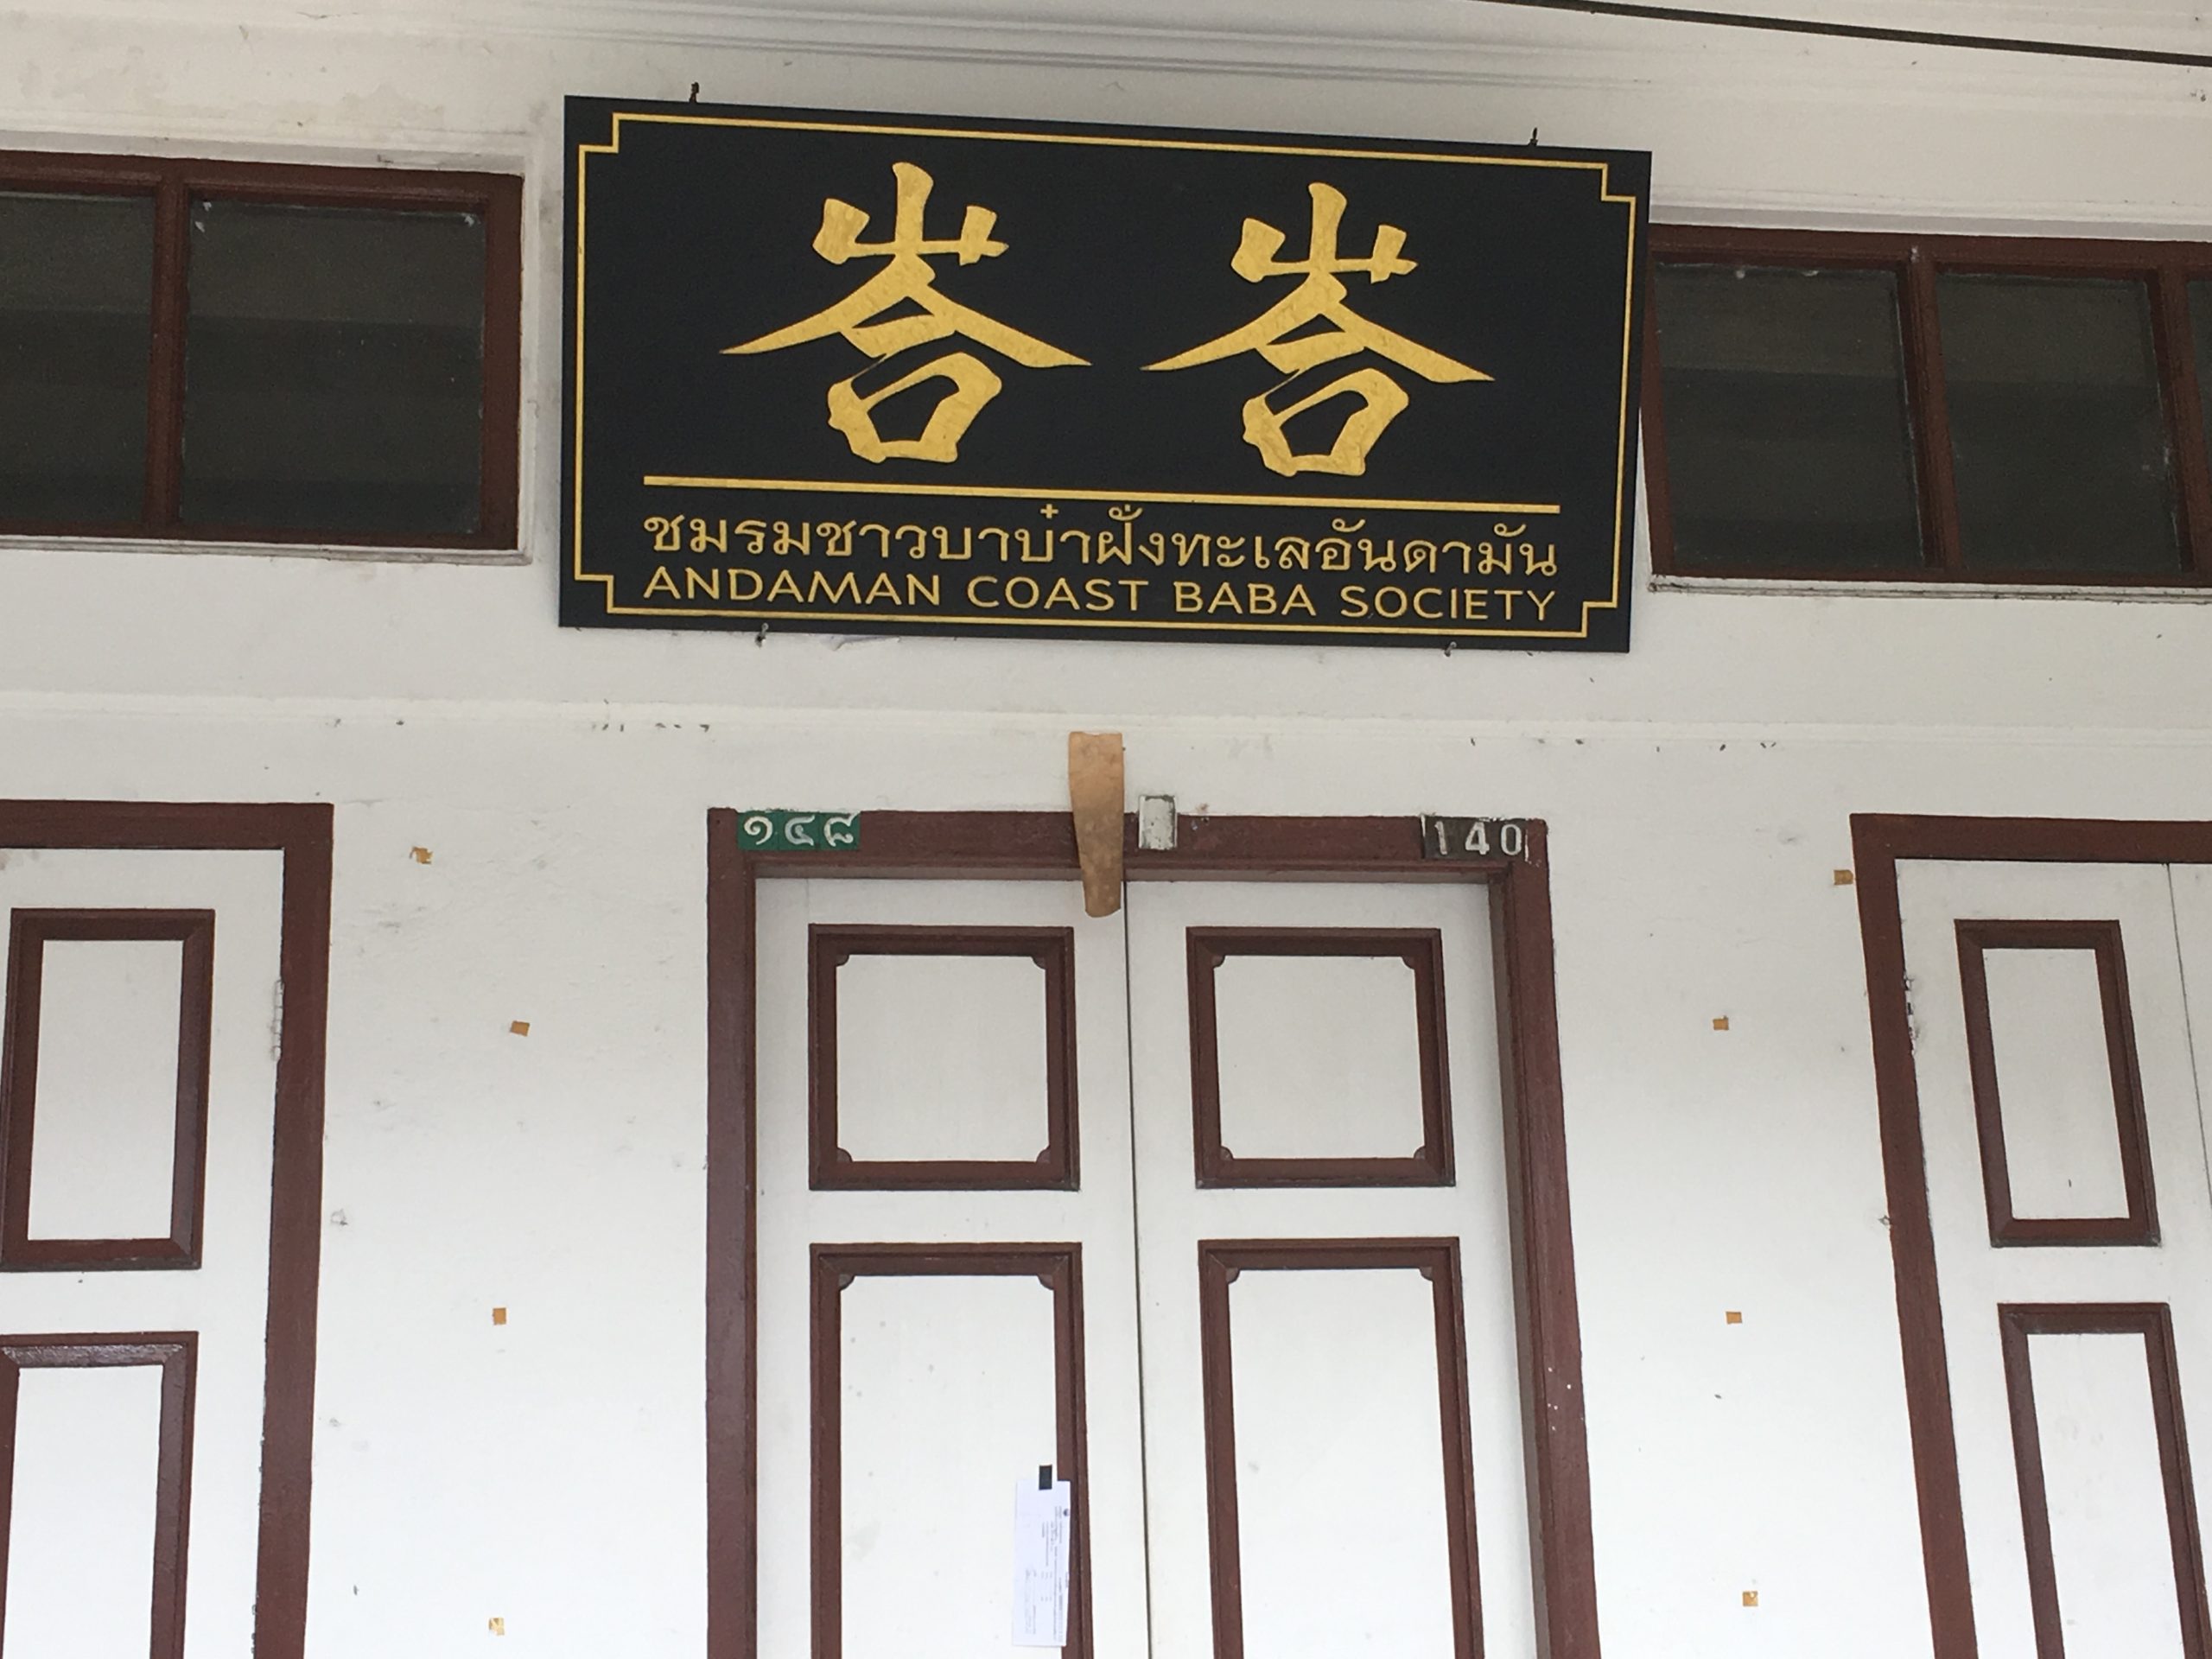 峇峇
ชมรมชาวบาบ๋าฝั่งทะเลอันดามัน
ANDAMAN COAST BABA SOCIETY
๑๔๘
140